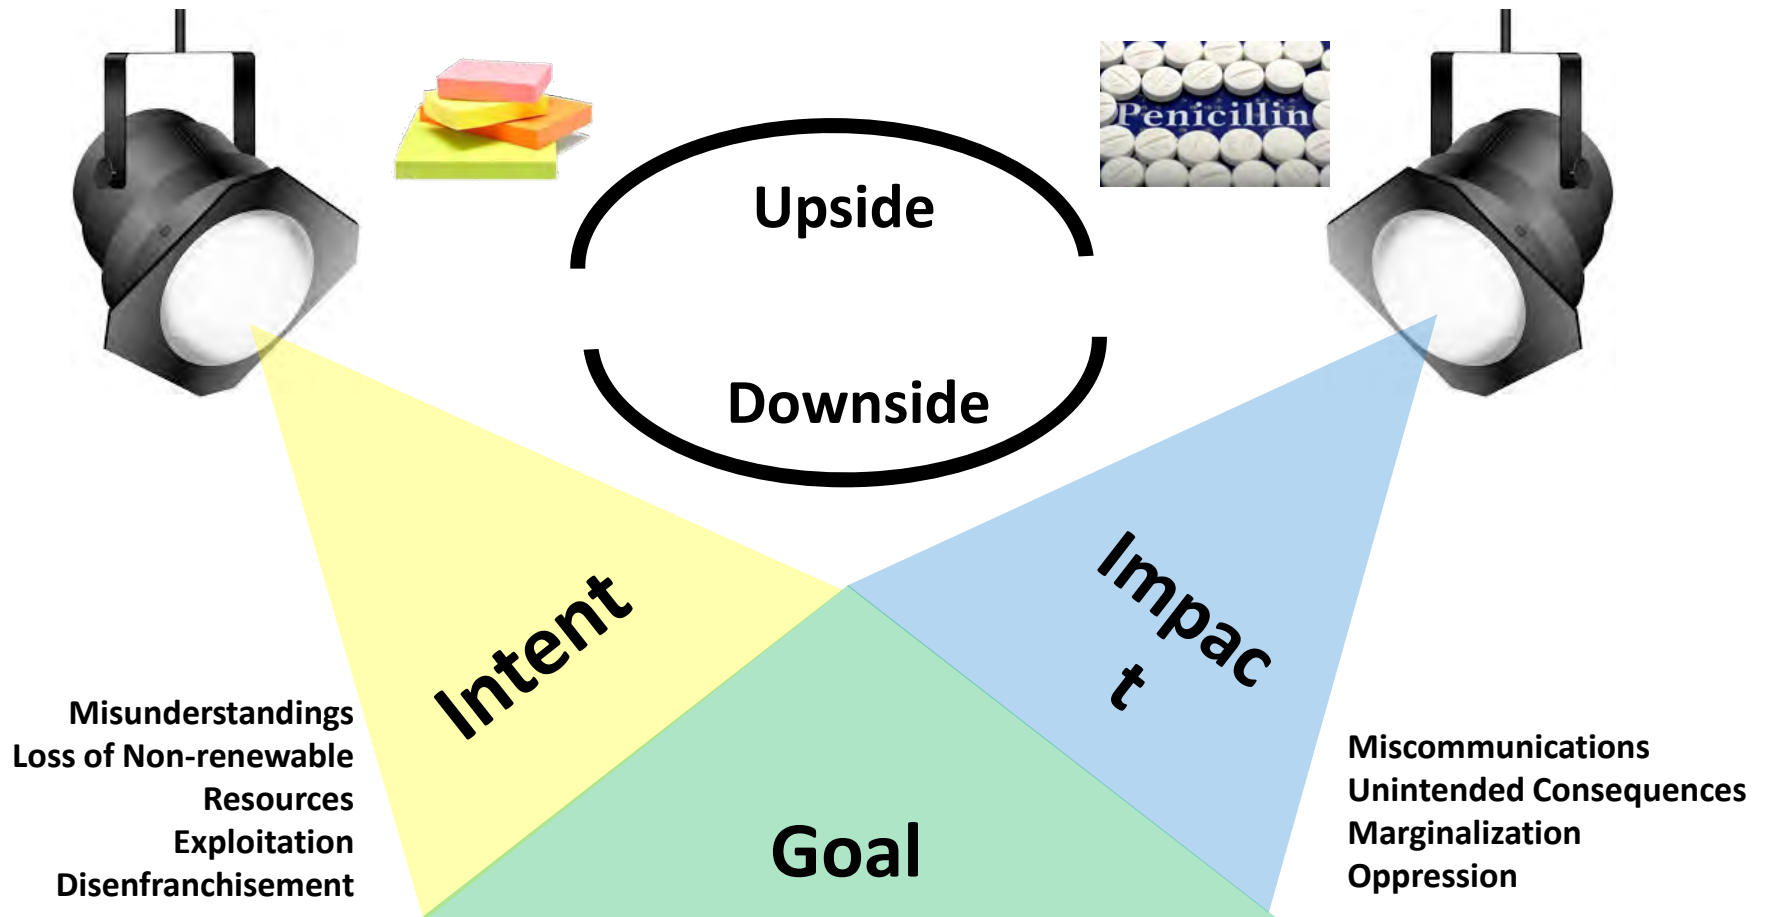 Penicillin
Upside
Downside
Intent
Impac
t
Misunderstandings
Loss of Non-renewable
Resources
Exploitation
Disenfranchisement
Goal
Miscommunications
Unintended Consequences
Marginalization
Oppression